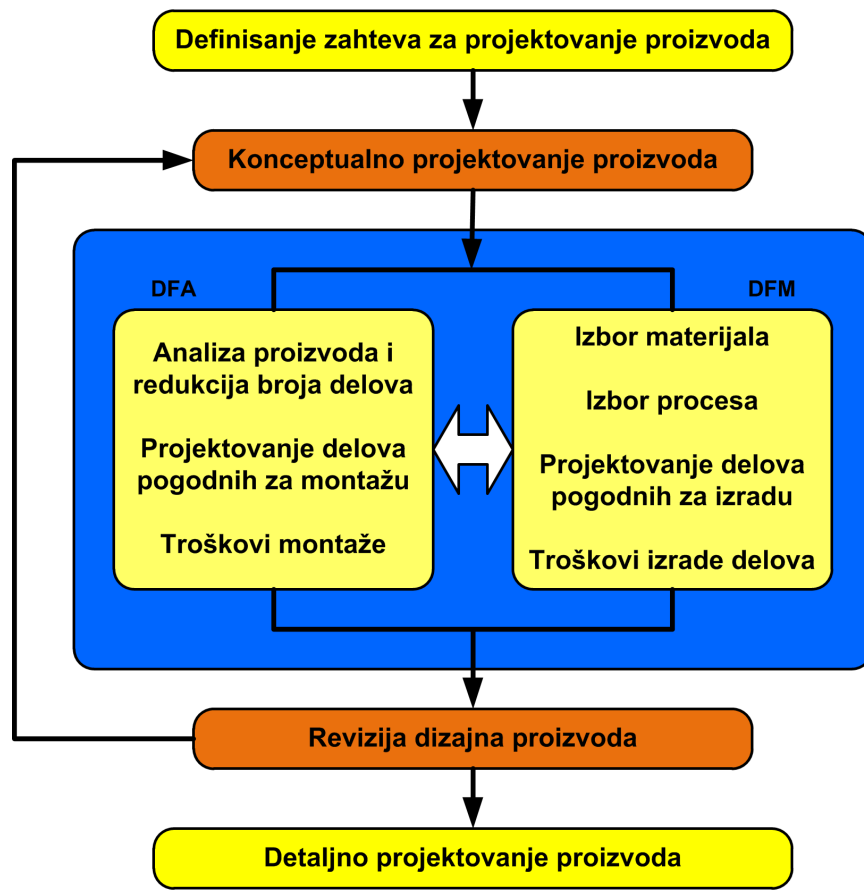 Definisanje zahteva za projektovanje proizvoda
Konceptualno projektovanje proizvoda
DFA
Analiza proizvoda i
redukcija broja delova
Projektovanje delova
pogodnih za montažu
Troškovi montaže
DFM
Izbor materijala
Izbor procesa
Projektovanje delova
pogodnih za izradu
Troškovi izrade delova
Revizija dizajna proizvoda
Detaljno projektovanje proizvoda